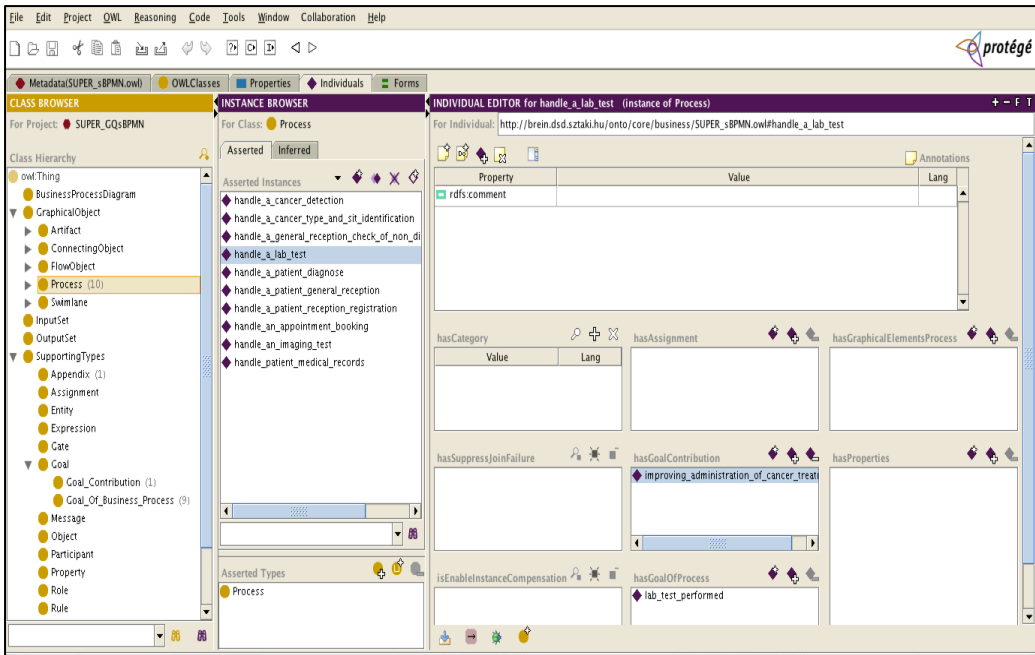 File Edit Project OWL Reasoning Code Tools Window Collaboration Help
protégé
Metadata(SUPER_sBPMN.owl) OWLClasses Properties Individuals Forms
CLASS BROWSER
For Project: SUPER_GQsBPMN
Class Hierarchy
owl:Thing
BusinessProcessDiagram
GraphicalObject
Artifact
ConnectingObject
FlowObject
Process (10)
Swimlane
InputSet
OutputSet
SupportingTypes
Appendix (1)
Assignment
Entity
Expression
Gate
Goal
Goal_Contribution (1)
Goal_Of_Business_Process (9)
Message
Object
Participant
Property
Role
Rule
INSTANCE BROWSER
For Class: Process
Asserted Inferred
Asserted Instances
handle_a_cancer_detection
handle_a_cancer_type_and_sit_identification
handle_a_general_reception_check_of_non_di
handle_a_lab_test
handle_a_patient_diagnose
handle_a_patient_general_reception
handle_a_patient_reception_registration
handle_an_appointment_booking
handle_an_imaging_test
handle_patient_medical_records
Asserted Types
Process
INDIVIDUAL EDITOR for handle_a_lab_test (instance of Process) + - F T
For Individual: http://brein.dsd.sztaki.hu/onto/core/business/SUPER_sBPMN.owl#handle_a_lab_test
Annotations
Property Value Lang
rdfs:comment
hasCategory hasAssignment hasGraphicalElementsProcess
Value Lang
hasSuppressJoinFailure hasGoalContribution hasProperties
improving_administration_of_cancer_treat
isEnableInstanceCompensation hasGoalOfProcess
lab_test_performed